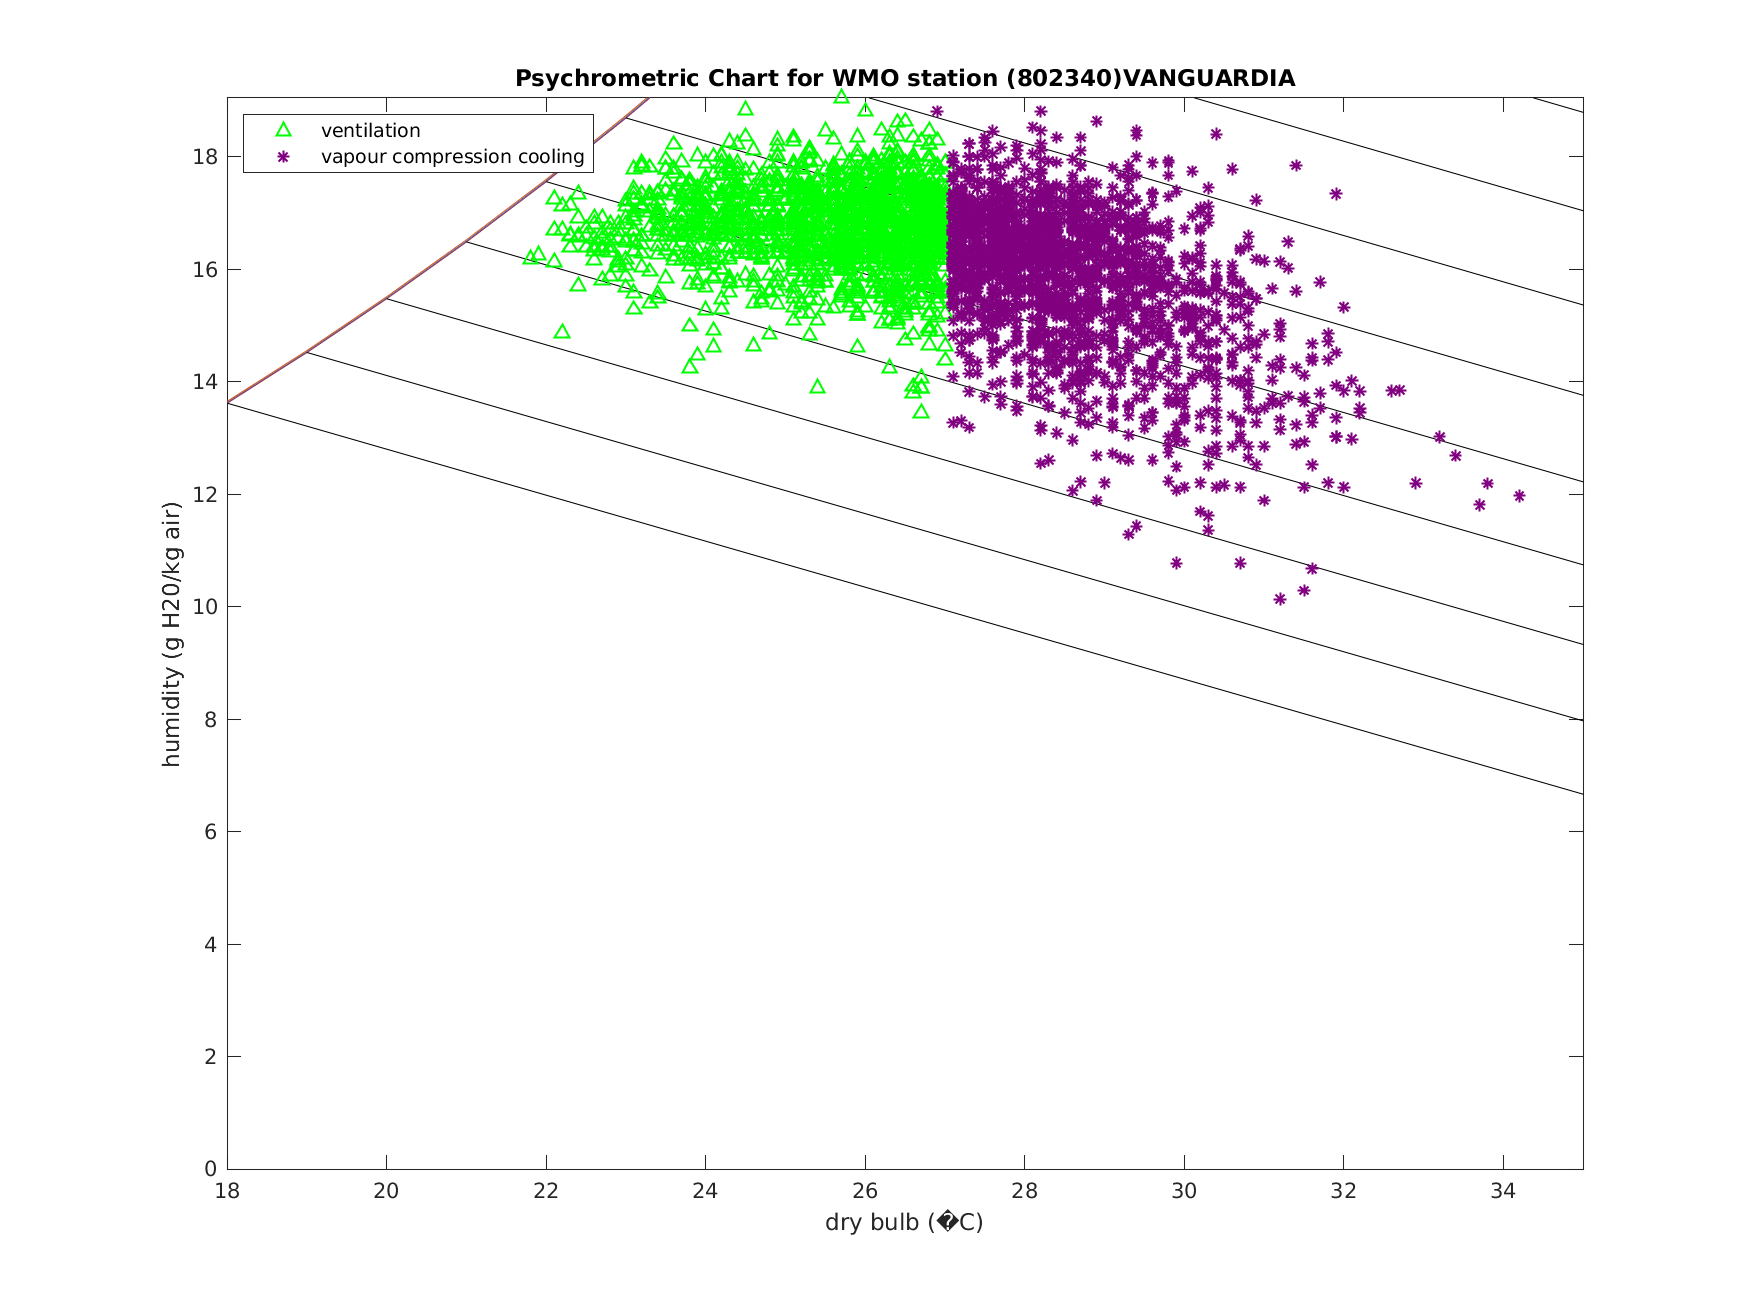 Psychrometric Chart for WMO station (802340)VANGUARDIA
ventilation
vapour compression cooling
humidity (g H20/kg air)
18
16
14
12
10
8
6
4
2
0
18 20 22 24 26 28 30 32 34
dry bulb (�C)